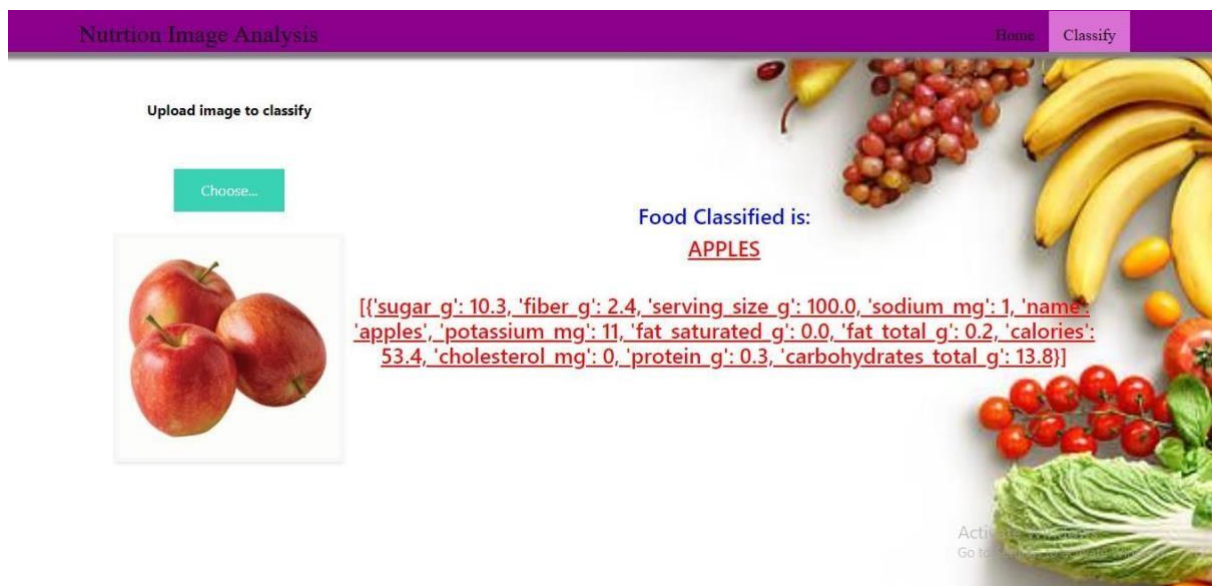 Nutrtion Image Analysis
Home
Classify
Upload image to classify
Choose...
Food Classified is:
APPLES
[{'sugar_g': 10.3, 'fiber_g': 2.4, 'serving_size_g': 100.0, 'sodium_mg': 1, 'name':
'apples', 'potassium_mg': 11, 'fat_saturated_g': 0.0, 'fat_total_g': 0.2, 'calories':
53.4, 'cholesterol_mg': 0, 'protein_g': 0.3, 'carbohydrates_total_g': 13.8}]
Go to